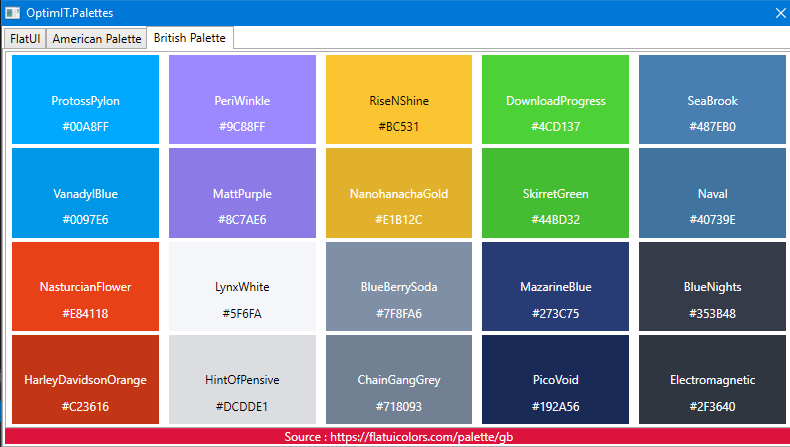 OptimIT.Palettes
FlatUI American Palette British Palette
ProtossPylon PeriWinkle RiseNShine DownloadProgress SeaBrook
#00A8FF #9C88FF #BC531 #4CD137 #487EB0
VanadylBlue MattPurple NanohanachaGold SkirretGreen Naval
#0097E6 #8C7AE6 #E1B12C #44BD32 #40739E
NasturcianFlower LynxWhite BlueBerrySoda MazarineBlue BlueNights
#E84118 #5F6FA #7F8FA6 #273C75 #353B48
HarleyDavidsonOrange HintOfPensive ChainGangGrey PicoVoid Electromagnetic
#C23616 #DCDDE1 #718093 #192A56 #2F3640
Source : https://flatuicolors.com/palette/gb